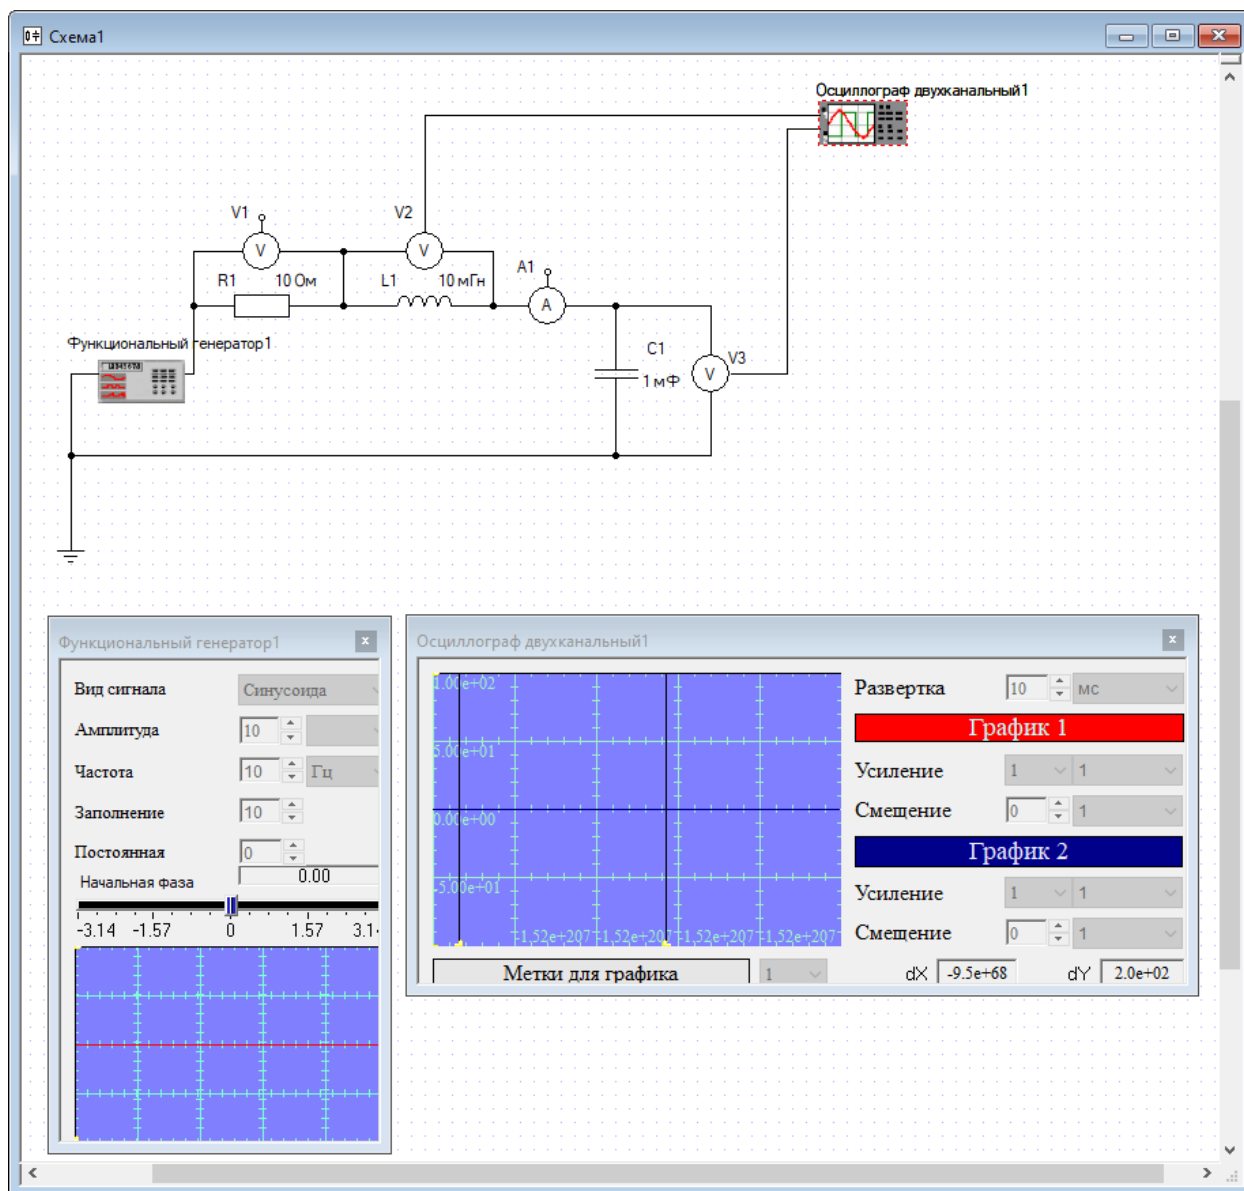 Схема1
Осциллограф двухканальный1
V1
V2
R1
10 Ом
L1
10 мГн
A1
V
V
A
Функциональный генератор1
C1
1 мФ
V3
V
Функциональный генератор1
Вид сигнала
Синусоида
Амплитуда
10
Частота
10
Гц
Заполнение
10
Постоянная
0
Начальная фаза
0.00
-3.14 -1.57 0 1.57 3.14
Осциллограф двухканальный1
1.00e+02
5.00e+01
0.00e+00
-5.00e+01
-1,52e+207 -1,52e+207 -1,52e+207 -1,52e+207
Развертка
10
мс
График 1
Усиление
1
1
Смещение
0
1
График 2
Усиление
1
1
Смещение
0
1
Метки для графика
1
dX
-9.5e+68
dY
2.0e+02